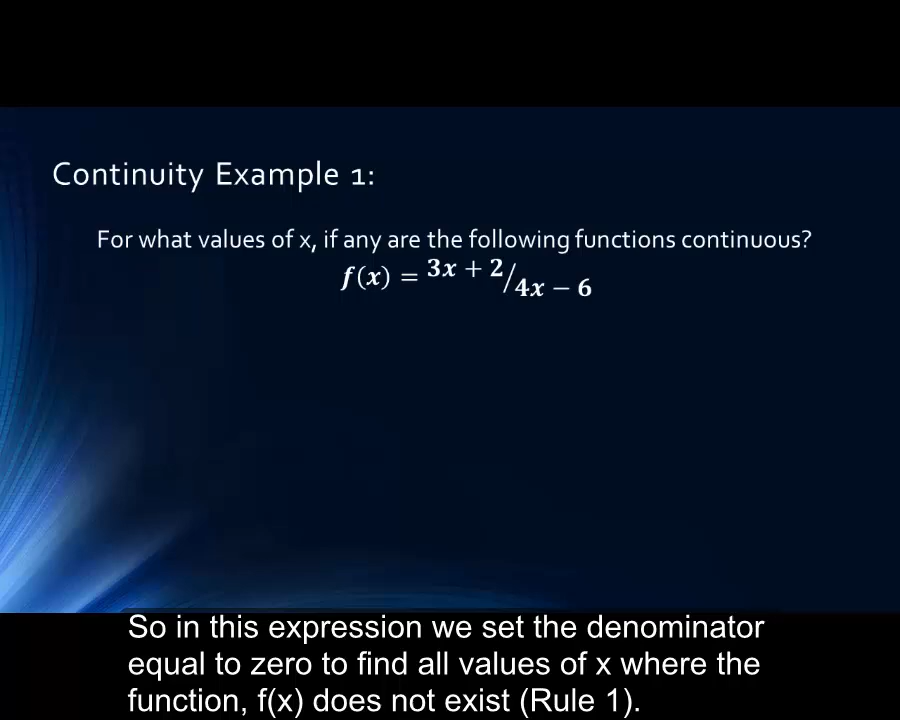 Continuity Example 1:
For what values of x, if any are the following functions continuous?
f(x) = 3x + 2/4x − 6
So in this expression we set the denominator
equal to zero to find all values of x where the
function, f(x) does not exist (Rule 1).